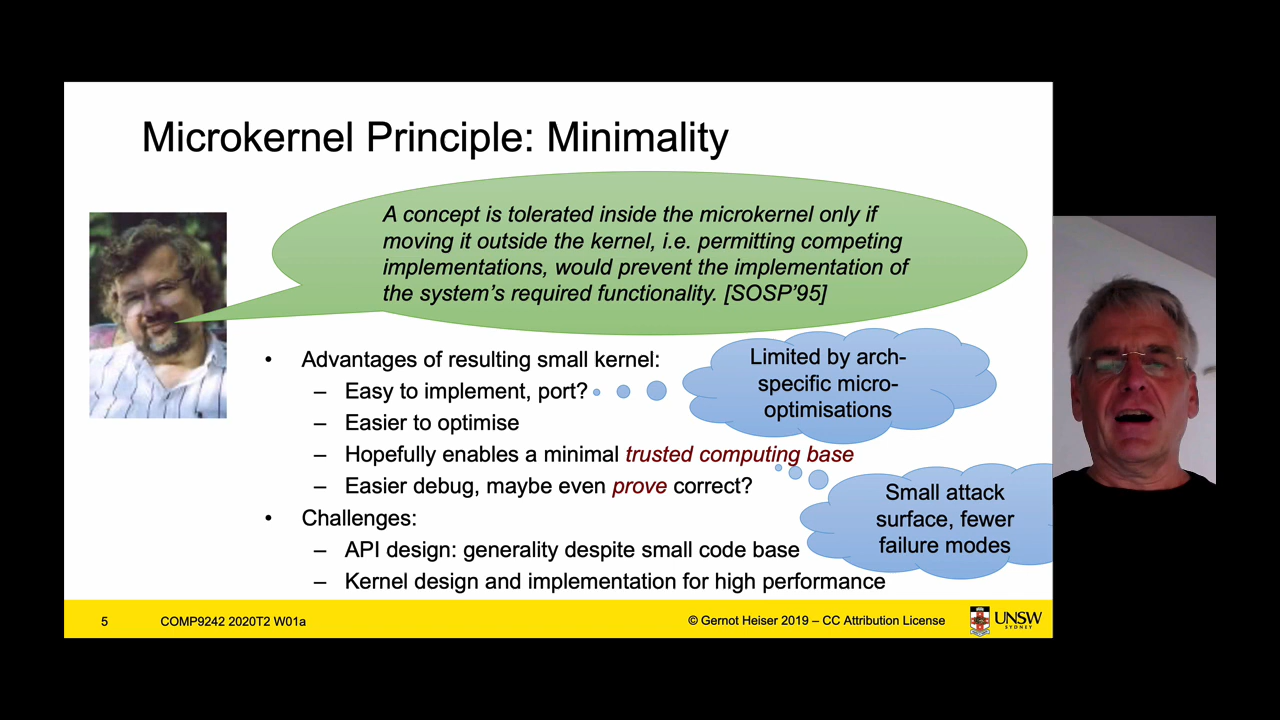 Microkernel Principle: Minimality
A concept is tolerated inside the microkernel only if
moving it outside the kernel, i.e. permitting competing
implementations, would prevent the implementation of
the system's required functionality. [SOSP'95]
• Advantages of resulting small kernel:
– Easy to implement, port?
Limited by arch-
specific micro-
optimisations
– Easier to optimise
– Hopefully enables a minimal trusted computing base
– Easier debug, maybe even prove correct?
Small attack
surface, fewer
failure modes
• Challenges:
– API design: generality despite small code base
– Kernel design and implementation for high performance
5 COMP9242 2020T2 W01a © Gernot Heiser 2019 – CC Attribution License
UNSW
SYDNEY